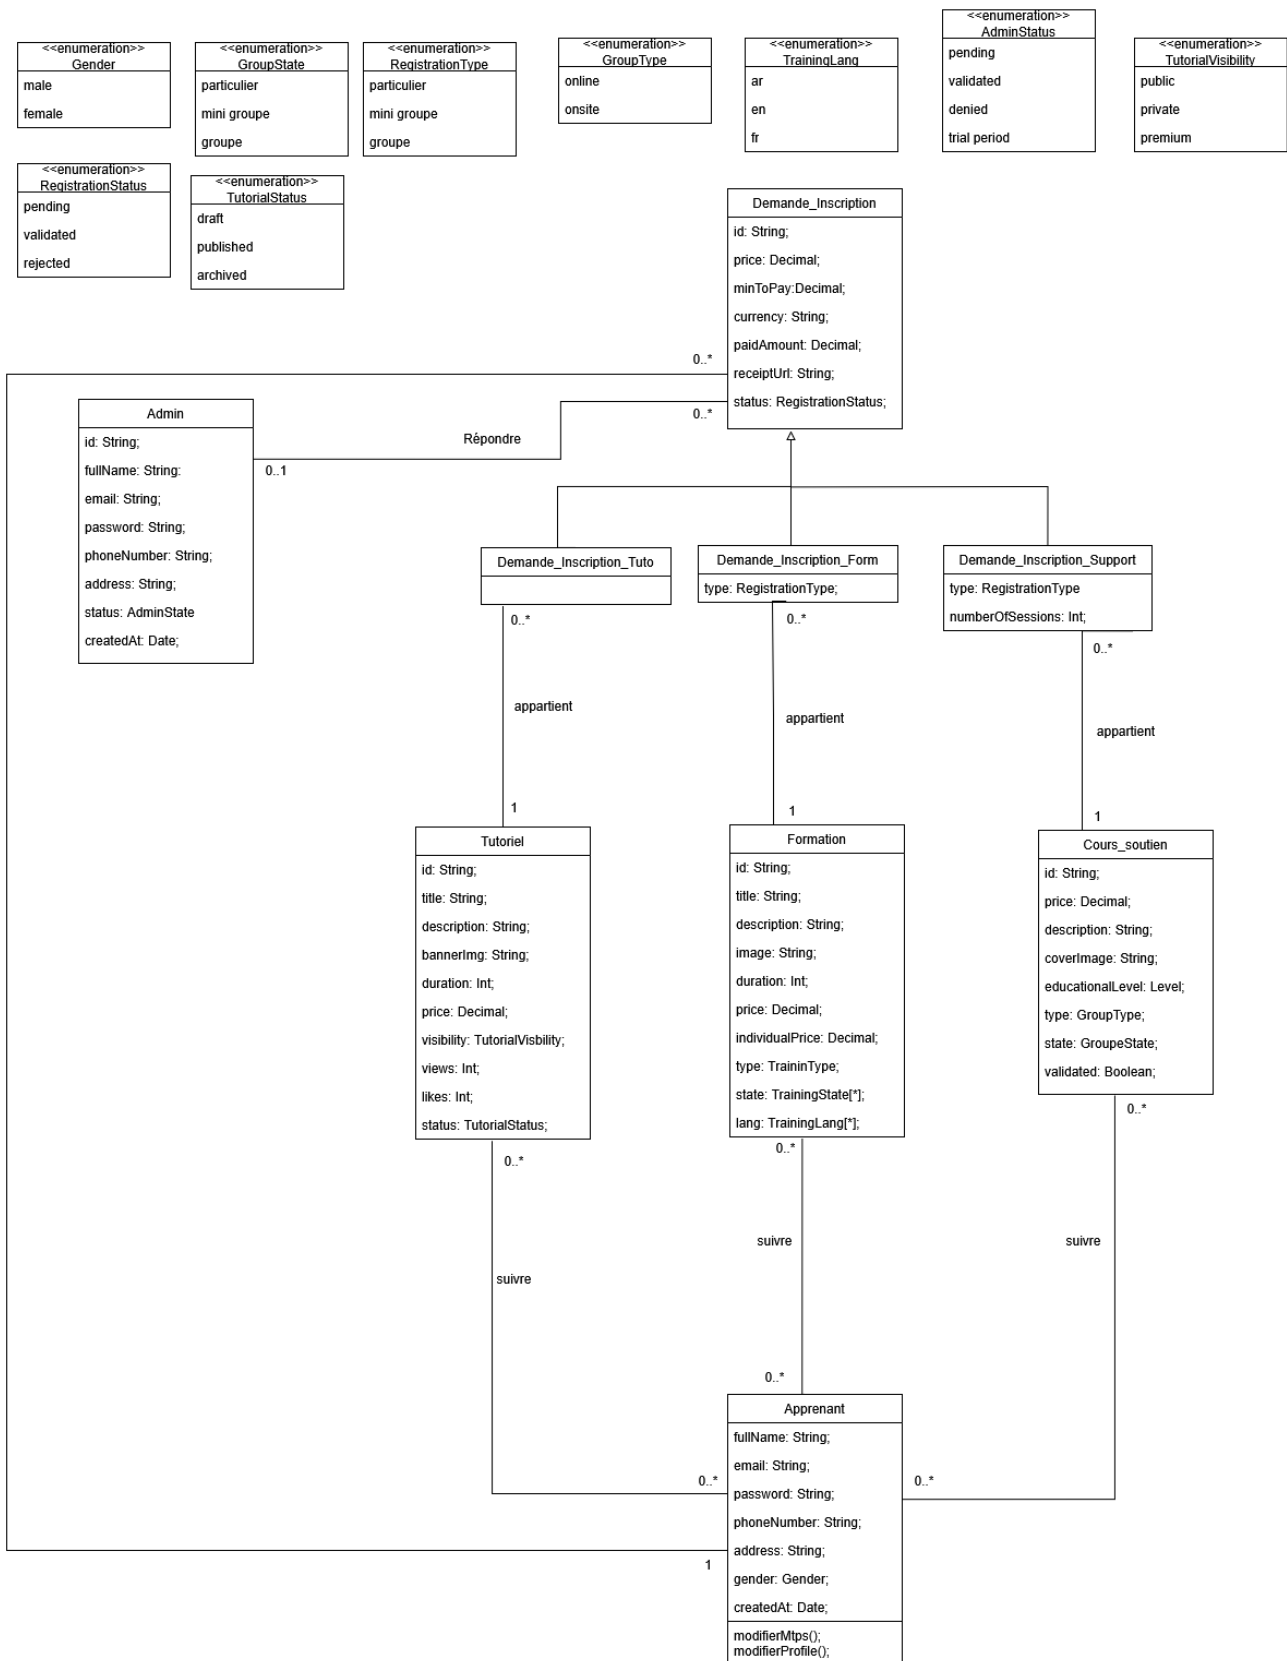 <<enumeration>>
Gender
male
female
<<enumeration>>
GroupState
particulier
mini groupe
groupe
<<enumeration>>
RegistrationType
particulier
mini groupe
groupe
<<enumeration>>
GroupType
online
onsite
<<enumeration>>
TrainingLang
ar
en
fr
<<enumeration>>
AdminStatus
pending
validated
denied
trial period
<<enumeration>>
TutorialVisibility
public
private
premium
<<enumeration>>
RegistrationStatus
pending
validated
rejected
<<enumeration>>
TutorialStatus
draft
published
archived
Demande_Inscription
id: String;
price: Decimal;
minToPay:Decimal;
currency: String;
paidAmount: Decimal;
receiptUrl: String;
status: RegistrationStatus;
0..*
0..*
Répondre
0..1
Admin
id: String;
fullName: String:
email: String;
password: String;
phoneNumber: String;
address: String;
status: AdminState
createdAt: Date;
Demande_Inscription_Tuto
Demande_Inscription_Form
type: RegistrationType;
Demande_Inscription_Support
type: RegistrationType
numberOfSessions: Int;
0..*
0..*
0..*
appartient
appartient
appartient
1
1
1
Tutoriel
id: String;
title: String;
description: String;
bannerImg: String;
duration: Int;
price: Decimal;
visibility: TutorialVisbility;
views: Int;
likes: Int;
status: TutorialStatus;
Formation
id: String;
title: String;
description: String;
image: String;
duration: Int;
price: Decimal;
individualPrice: Decimal;
type: TraininType;
state: TrainingState[*];
lang: TrainingLang[*];
Cours_soutien
id: String;
price: Decimal;
description: String;
coverImage: String;
educationalLevel: Level;
type: GroupType;
state: GroupeState;
validated: Boolean;
0..*
0..*
0..*
suivre
suivre
suivre
0..*
0..*
0..*
1
Apprenant
fullName: String;
email: String;
password: String;
phoneNumber: String;
address: String;
gender: Gender;
createdAt: Date;
modifierMtps();
modifierProfile();